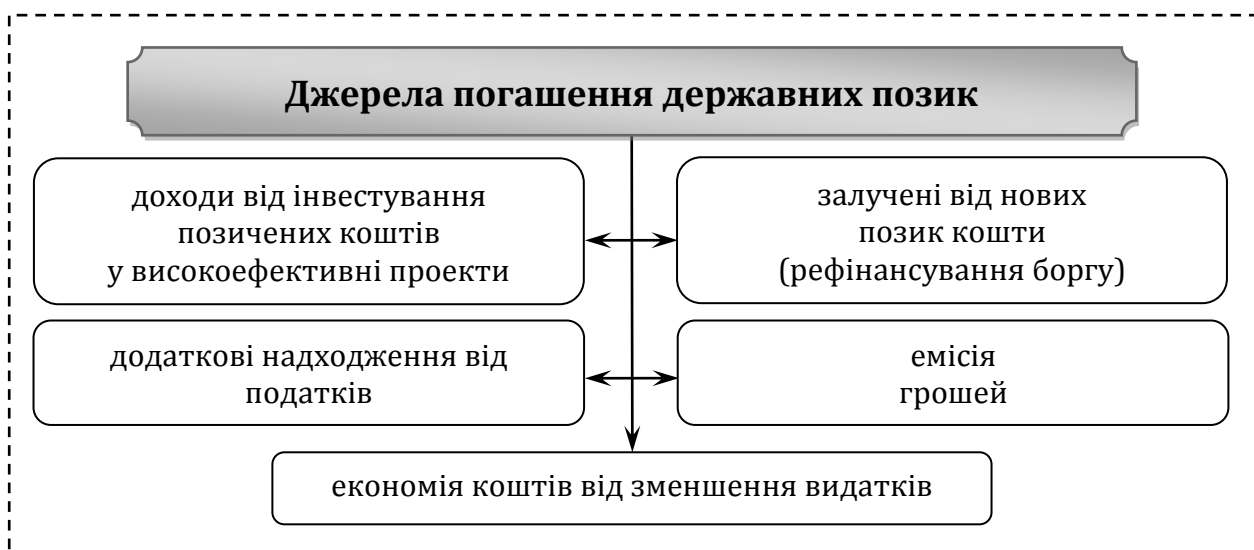 Джерела погашення державних позик
доходи від інвестування
позичених коштів
у високоефективні проекти
залучені від нових
позик кошти
(рефінансування боргу)
додаткові надходження від
податків
емісія
грошей
економія коштів від зменшення видатків